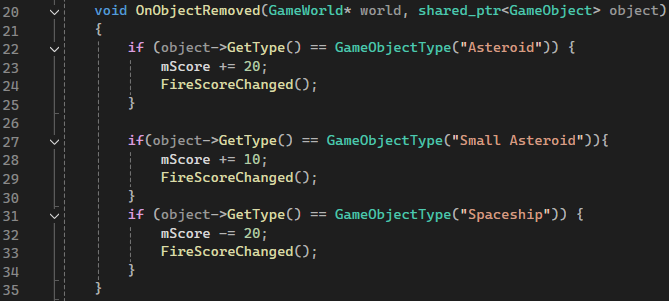 20 void OnObjectRemoved(GameWorld* world, shared_ptr<GameObject> object)
21 {
22 if (object->GetType() == GameObjectType("Asteroid")) {
23 mScore += 20;
24 FireScoreChanged();
25 }
26
27 if(object->GetType() == GameObjectType("Small Asteroid")){
28 mScore += 10;
29 FireScoreChanged();
30 }
31 if (object->GetType() == GameObjectType("Spaceship")) {
32 mScore -= 20;
33 FireScoreChanged();
34 }
35 }